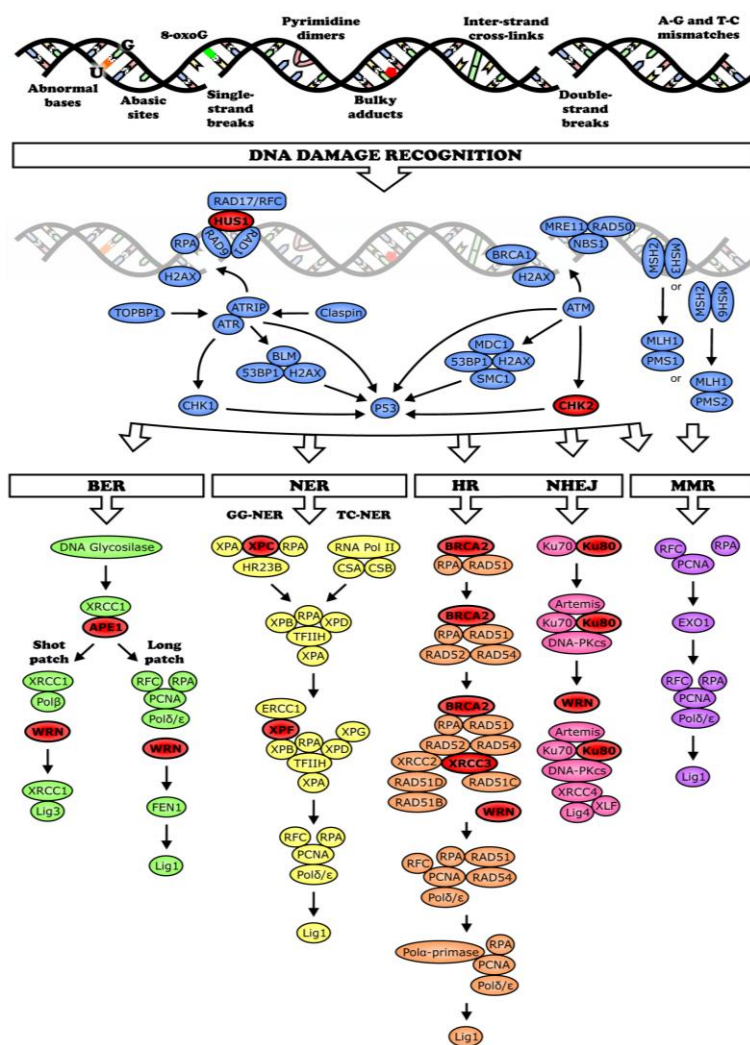 8-oxoG
Pyrimidine
dimers
Inter-strand
cross-links
A-G and T-C
mismatches
G
U
Abnormal
bases
Abasic
sites
Single-
strand
breaks
Bulky
adducts
Double-
strand
breaks
DNA DAMAGE RECOGNITION
RAD17/RFC
HUS1
RPA
RAD9
RAD1
H2AX
MRE11
RAD50
NBS1
BRCA1
H2AX
MSH2
MSH3
or
MSH2
MSH6
TOPBP1
ATRIP
ATR
Claspin
ATM
BLM
53BP1
H2AX
MDC1
53BP1
H2AX
SMC1
MLH1
PMS1
or
MLH1
PMS2
CHK1
P53
CHK2
BER
NER
HR
NHEJ
MMR
GG-NER
TC-NER
DNA Glycosilase
XRCC1
APE1
Shot
patch
Long
patch
XRCC1
Polβ
WRN
XRCC1
Lig3
RFC
RPA
PCNA
Polδ/ε
WRN
FEN1
Lig1
XPA
XPC
RPA
HR23B
RNA Pol II
CSA
CSB
XPB
RPA
XPD
TFIIH
XPA
ERCC1
XPF
XPG
XPB
RPA
XPD
TFIIH
XPA
RFC
RPA
PCNA
Polδ/ε
Lig1
BRCA2
RPA
RAD51
BRCA2
RPA
RAD51
RAD52
RAD54
BRCA2
RPA
RAD51
RAD52
RAD54
XRCC2
XRCC3
RAD51D
RAD51C
RAD51B
WRN
RFC
RPA
RAD51
PCNA
RAD54
Polδ/ε
Polα-primase
RPA
PCNA
Polδ/ε
Lig1
Ku70
Ku80
Artemis
Ku70
Ku80
DNA-PKcs
WRN
Artemis
Ku70
Ku80
DNA-PKcs
XRCC4
Lig4
XLF
RFC
RPA
PCNA
EXO1
RFC
RPA
PCNA
Polδ/ε
Lig1